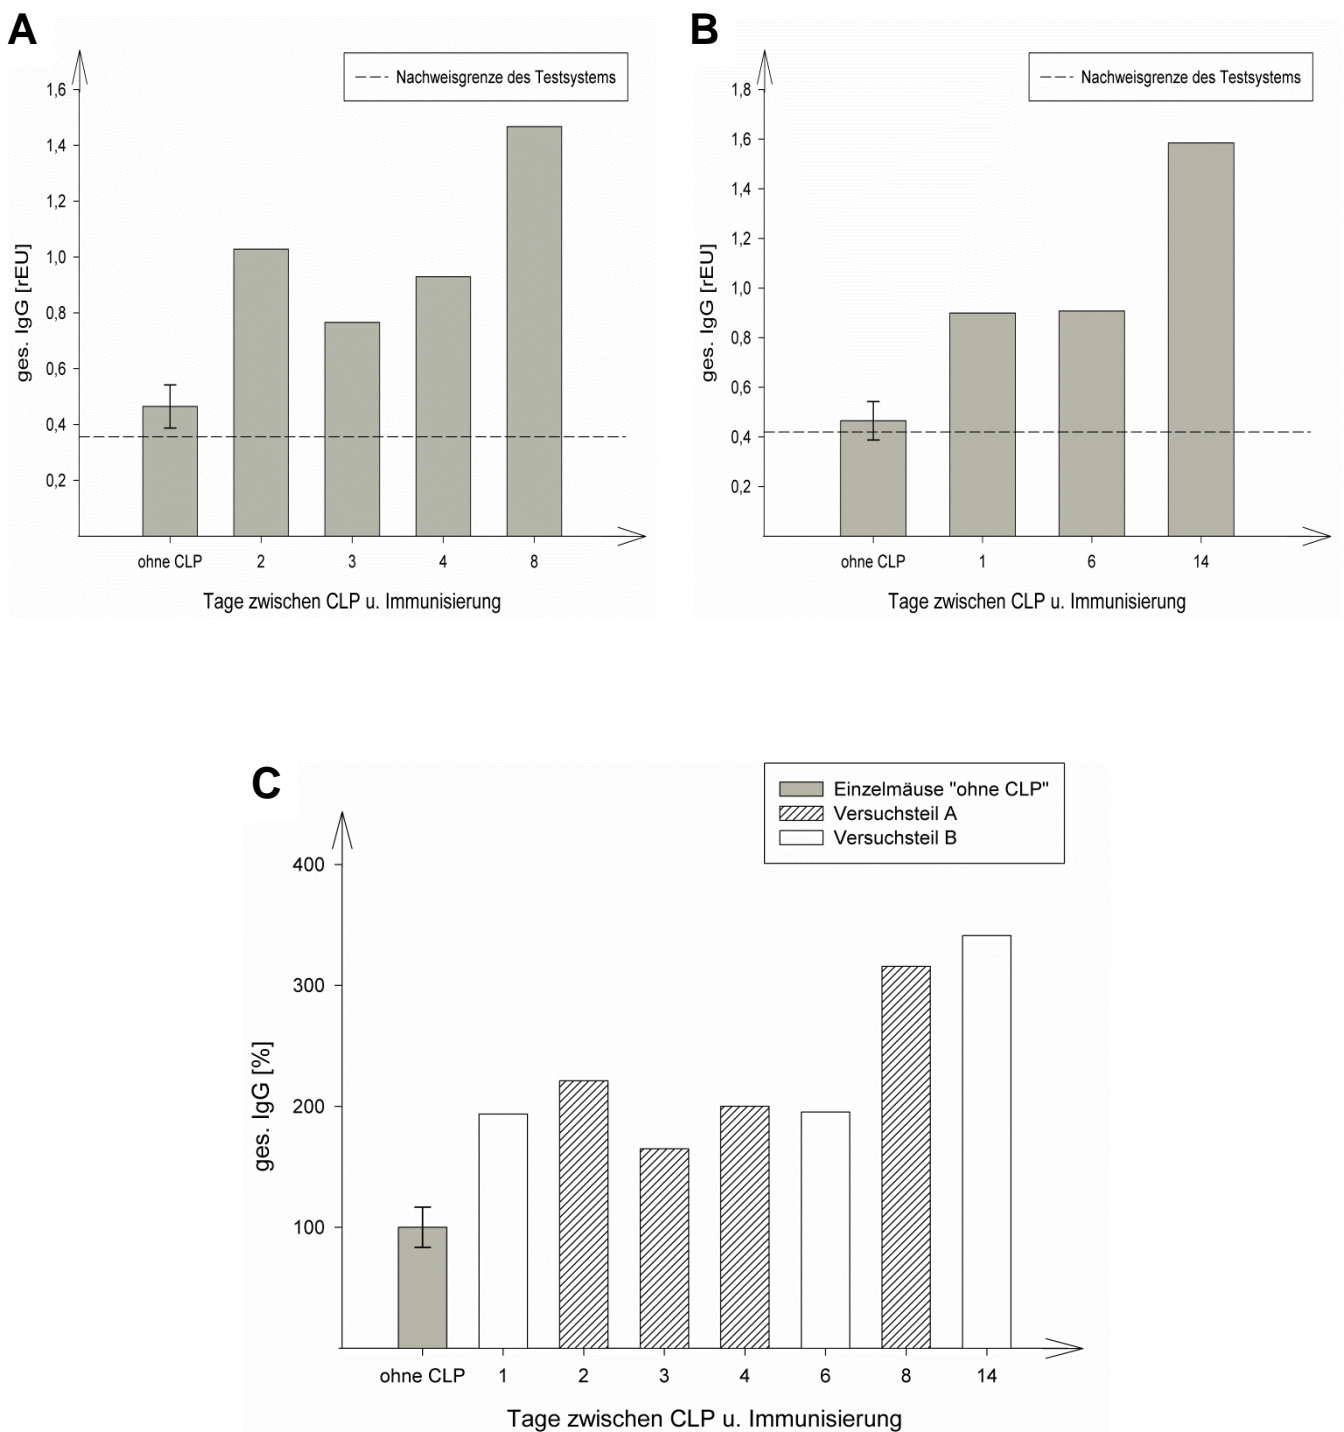 A
Nachweisgrenze des Testsystems
1,6
1,4
1,2
1,0
0,8
0,6
0,4
0,2
ges. IgG [rEU]
ohne CLP 2 3 4 8
Tage zwischen CLP u. Immunisierung
B
Nachweisgrenze des Testsystems
1,8
1,6
1,4
1,2
1,0
0,8
0,6
0,4
0,2
ges. IgG [rEU]
ohne CLP 1 6 14
Tage zwischen CLP u. Immunisierung
C
Einzelmäuse "ohne CLP"
Versuchsteil A
Versuchsteil B
400
300
200
100
ges. IgG [%]
ohne CLP 1 2 3 4 6 8 14
Tage zwischen CLP u. Immunisierung